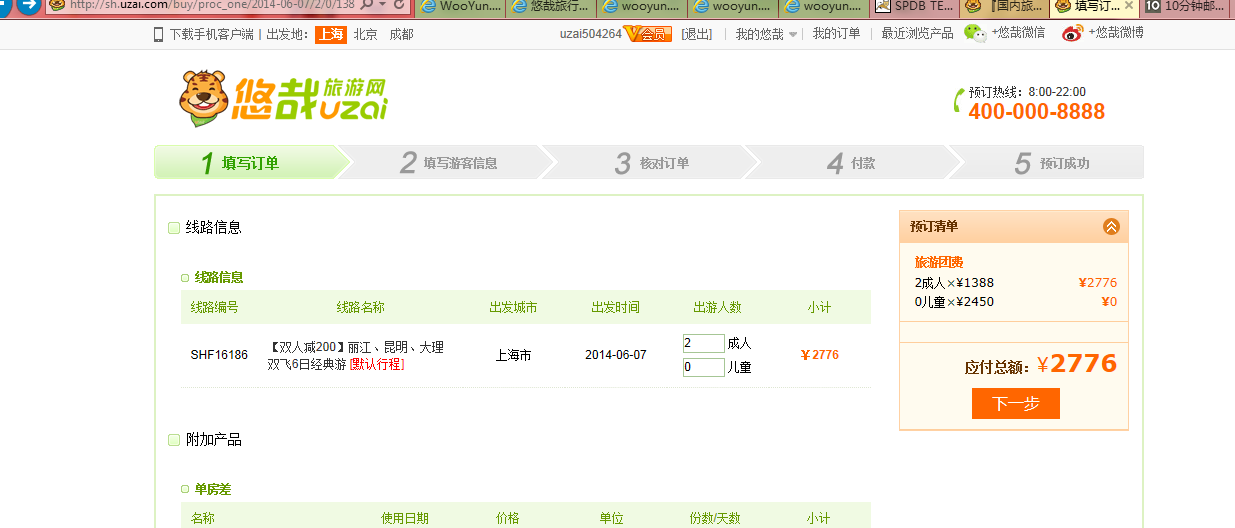 http://sh.uzai.com/buy/proc_one/2014-06-07/2/0/138
WooYun....
悠哉旅行...
wooyun....
wooyun....
wooyun....
SPDB TE...
『国内旅...
填写订...
10分钟邮...
下载手机客户端 | 出发地： 上海 北京 成都
uzai504264 V会员 [退出] | 我的悠哉 | 我的订单 | 最近浏览产品 +悠哉微信 +悠哉微博
悠哉旅游网 uzai
预订热线：8:00-22:00
400-000-8888
1 填写订单 2 填写游客信息 3 核对订单 4 付款 5 预订成功
线路信息
线路信息
线路编号 线路名称 出发城市 出发时间 出游人数 小计
SHF16186 【双人减200】丽江、昆明、大理双飞6日经典游 [默认行程] 上海市 2014-06-07 2 成人 0 儿童 ¥2776
附加产品
单房差
名称 使用日期 价格 单位 份数/天数 小计
预订清单
旅游团费
2成人×¥1388 ¥2776
0儿童×¥2450 ¥0
应付总额：¥2776
下一步